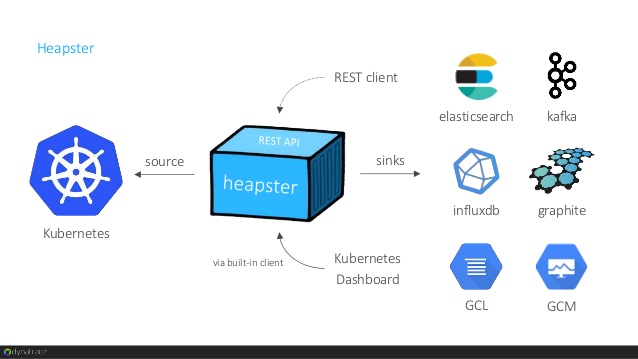 Heapster
REST client
elasticsearch
kafka
REST API
source
heapster
sinks
influxdb
graphite
Kubernetes
via built-in client
Kubernetes
Dashboard
GCL
GCM
dynatrace